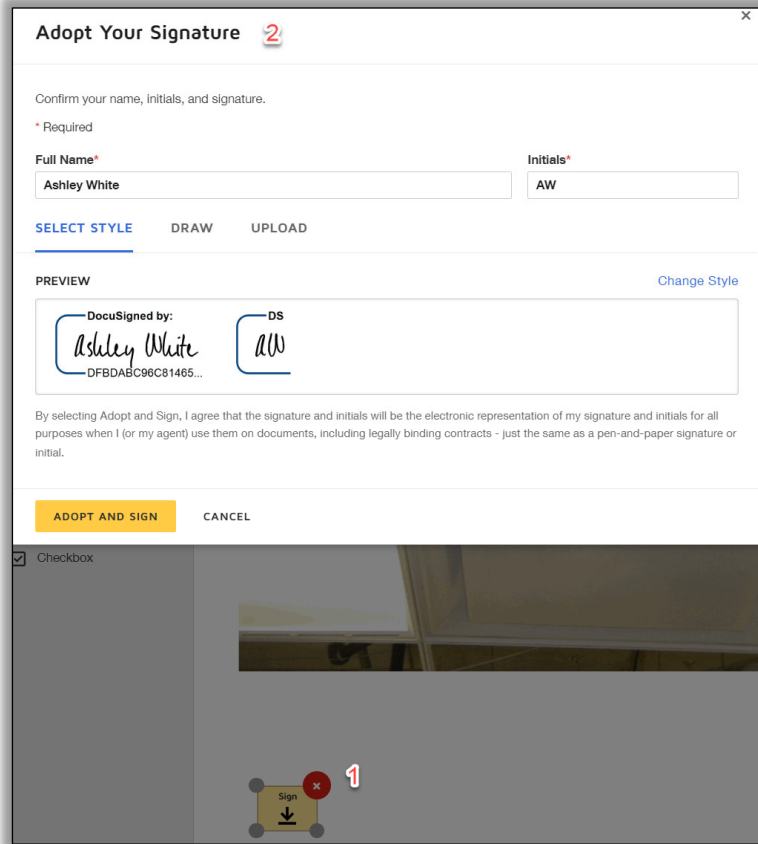 Adopt Your Signature 2
Confirm your name, initials, and signature.
* Required
Full Name* Initials*
Ashley White AW
SELECT STYLE DRAW UPLOAD
PREVIEW Change Style
DocuSigned by: DS
Ashley White AW
DFBDABC96C81465...
By selecting Adopt and Sign, I agree that the signature and initials will be the electronic representation of my signature and initials for all
purposes when I (or my agent) use them on documents, including legally binding contracts - just the same as a pen-and-paper signature or
initial.
ADOPT AND SIGN CANCEL
Checkbox
1
Sign